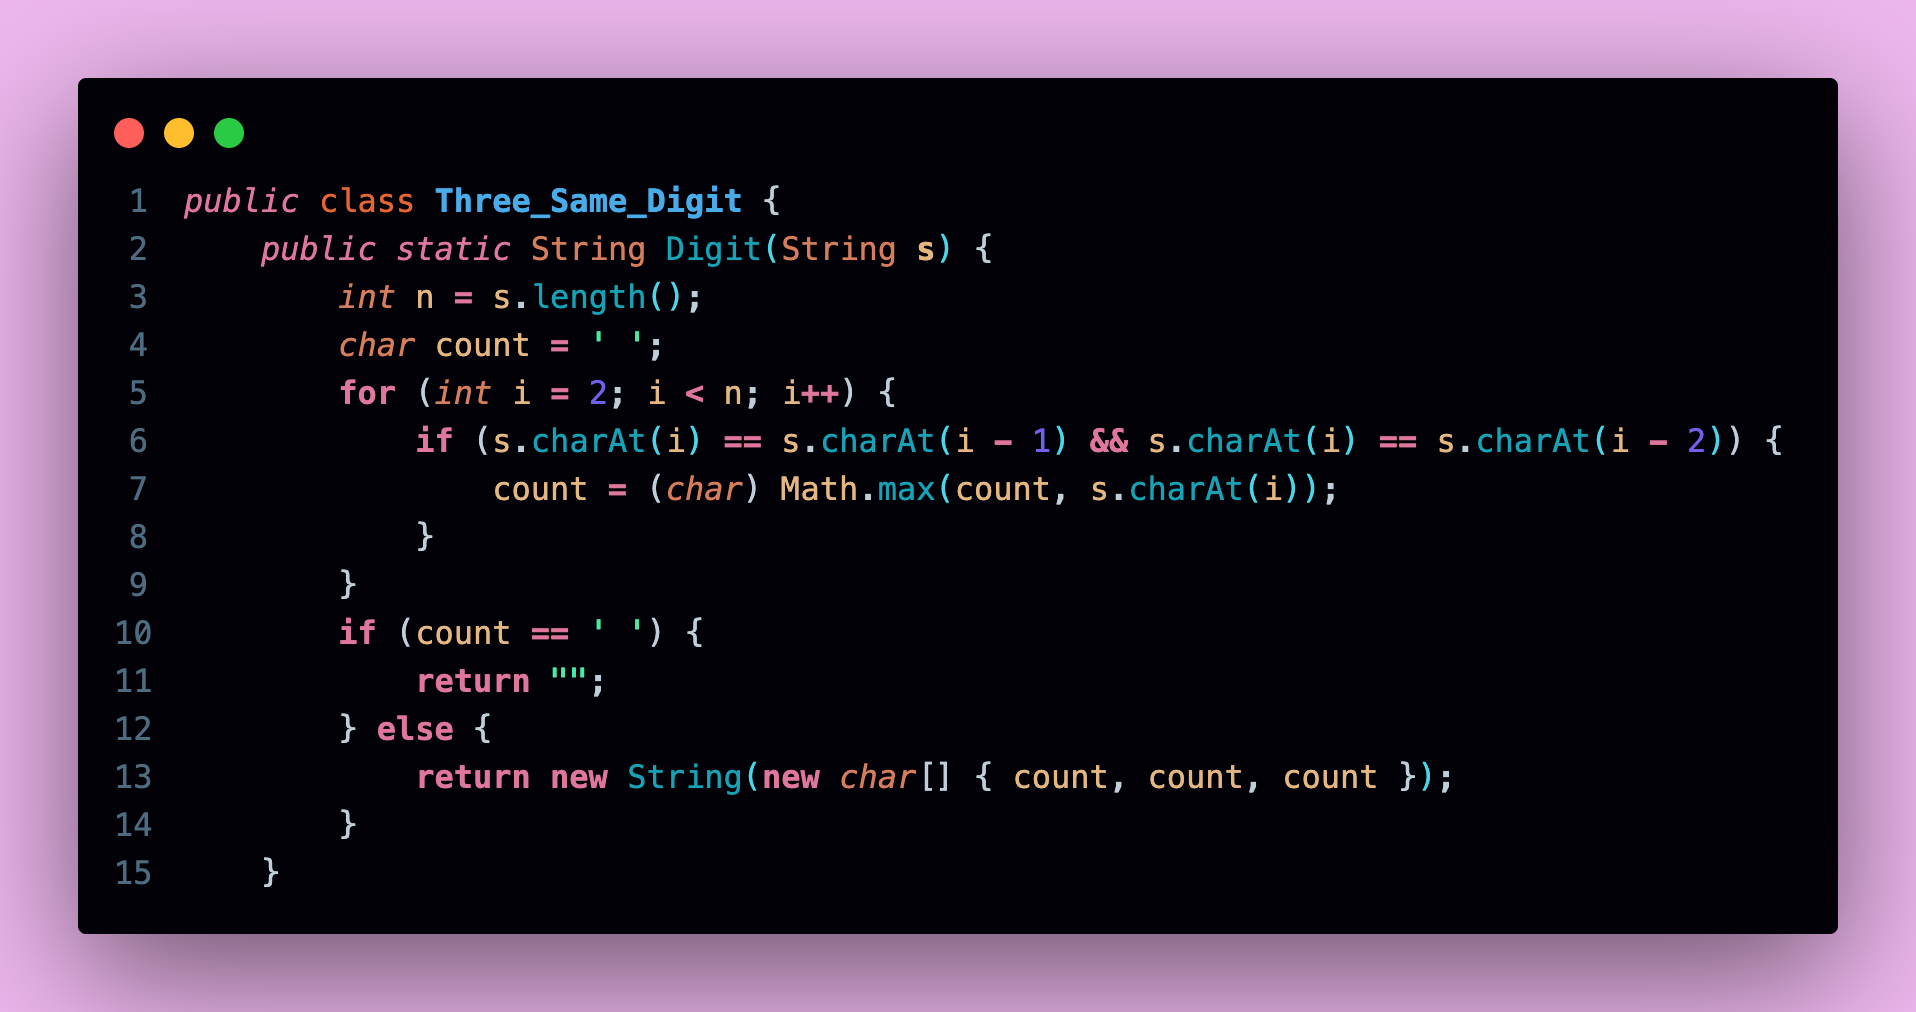 1 public class Three_Same_Digit {
2     public static String Digit(String s) {
3         int n = s.length();
4         char count = ' ';
5         for (int i = 2; i < n; i++) {
6             if (s.charAt(i) == s.charAt(i - 1) && s.charAt(i) == s.charAt(i - 2)) {
7                 count = (char) Math.max(count, s.charAt(i));
8             }
9         }
10         if (count == ' ') {
11             return "";
12         } else {
13             return new String(new char[] { count, count, count });
14         }
15     }